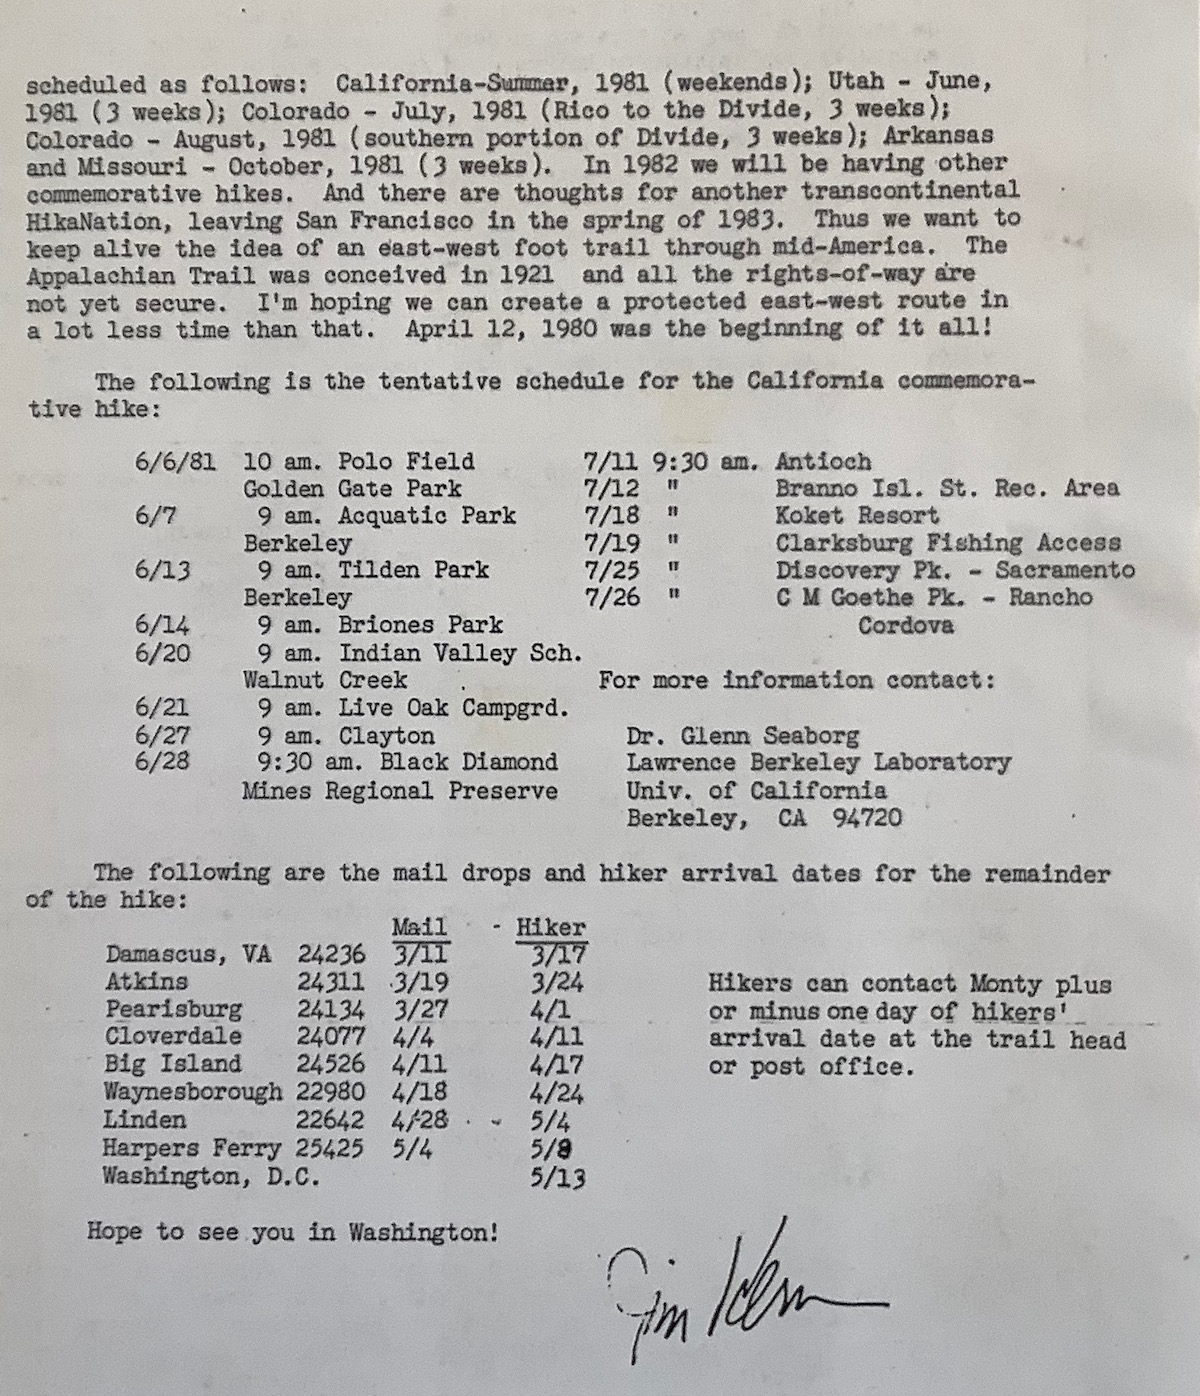 scheduled as follows:  California-Summer, 1981 (weekends); Utah - June,
1981 (3 weeks); Colorado - July, 1981 (Rico to the Divide, 3 weeks);
Colorado - August, 1981 (southern portion of Divide, 3 weeks); Arkansas
and Missouri - October, 1981 (3 weeks).  In 1982 we will be having other
commemorative hikes.  And there are thoughts for another transcontinental
HikaNation, leaving San Francisco in the spring of 1983.  Thus we want to
keep alive the idea of an east-west foot trail through mid-America.  The
Appalachian Trail was conceived in 1921  and all the rights-of-way are
not yet secure.  I'm hoping we can create a protected east-west route in
a lot less time than that.  April 12, 1980 was the beginning of it all!
The following is the tentative schedule for the California commemora-
tive hike:
6/6/81  10 am. Polo Field
Golden Gate Park
6/7  9 am. Acquatic Park
Berkeley
6/13  9 am. Tilden Park
Berkeley
6/14  9 am. Briones Park
6/20  9 am. Indian Valley Sch.
Walnut Creek
6/21  9 am. Live Oak Campgrd.
6/27  9 am. Clayton
6/28  9:30 am. Black Diamond
Mines Regional Preserve
7/11 9:30 am. Antioch
7/12  "  Branno Isl. St. Rec. Area
7/18  "  Koket Resort
7/19  "  Clarksburg Fishing Access
7/25  "  Discovery Pk. - Sacramento
7/26  "  C M Goethe Pk. - Rancho
Cordova
For more information contact:
Dr. Glenn Seaborg
Lawrence Berkeley Laboratory
Univ. of California
Berkeley,  CA  94720
The following are the mail drops and hiker arrival dates for the remainder
of the hike:
Mail  -  Hiker
Damascus, VA  24236  3/11  3/17
Atkins  24311  3/19  3/24
Pearisburg  24134  3/27  4/1
Cloverdale  24077  4/4  4/11
Big Island  24526  4/11  4/17
Waynesborough 22980  4/18  4/24
Linden  22642  4/28  5/4
Harpers Ferry 25425  5/4  5/8
Washington, D.C.  5/13
Hikers can contact Monty plus
or minus one day of hikers'
arrival date at the trail head
or post office.
Hope to see you in Washington!
Jim Kern